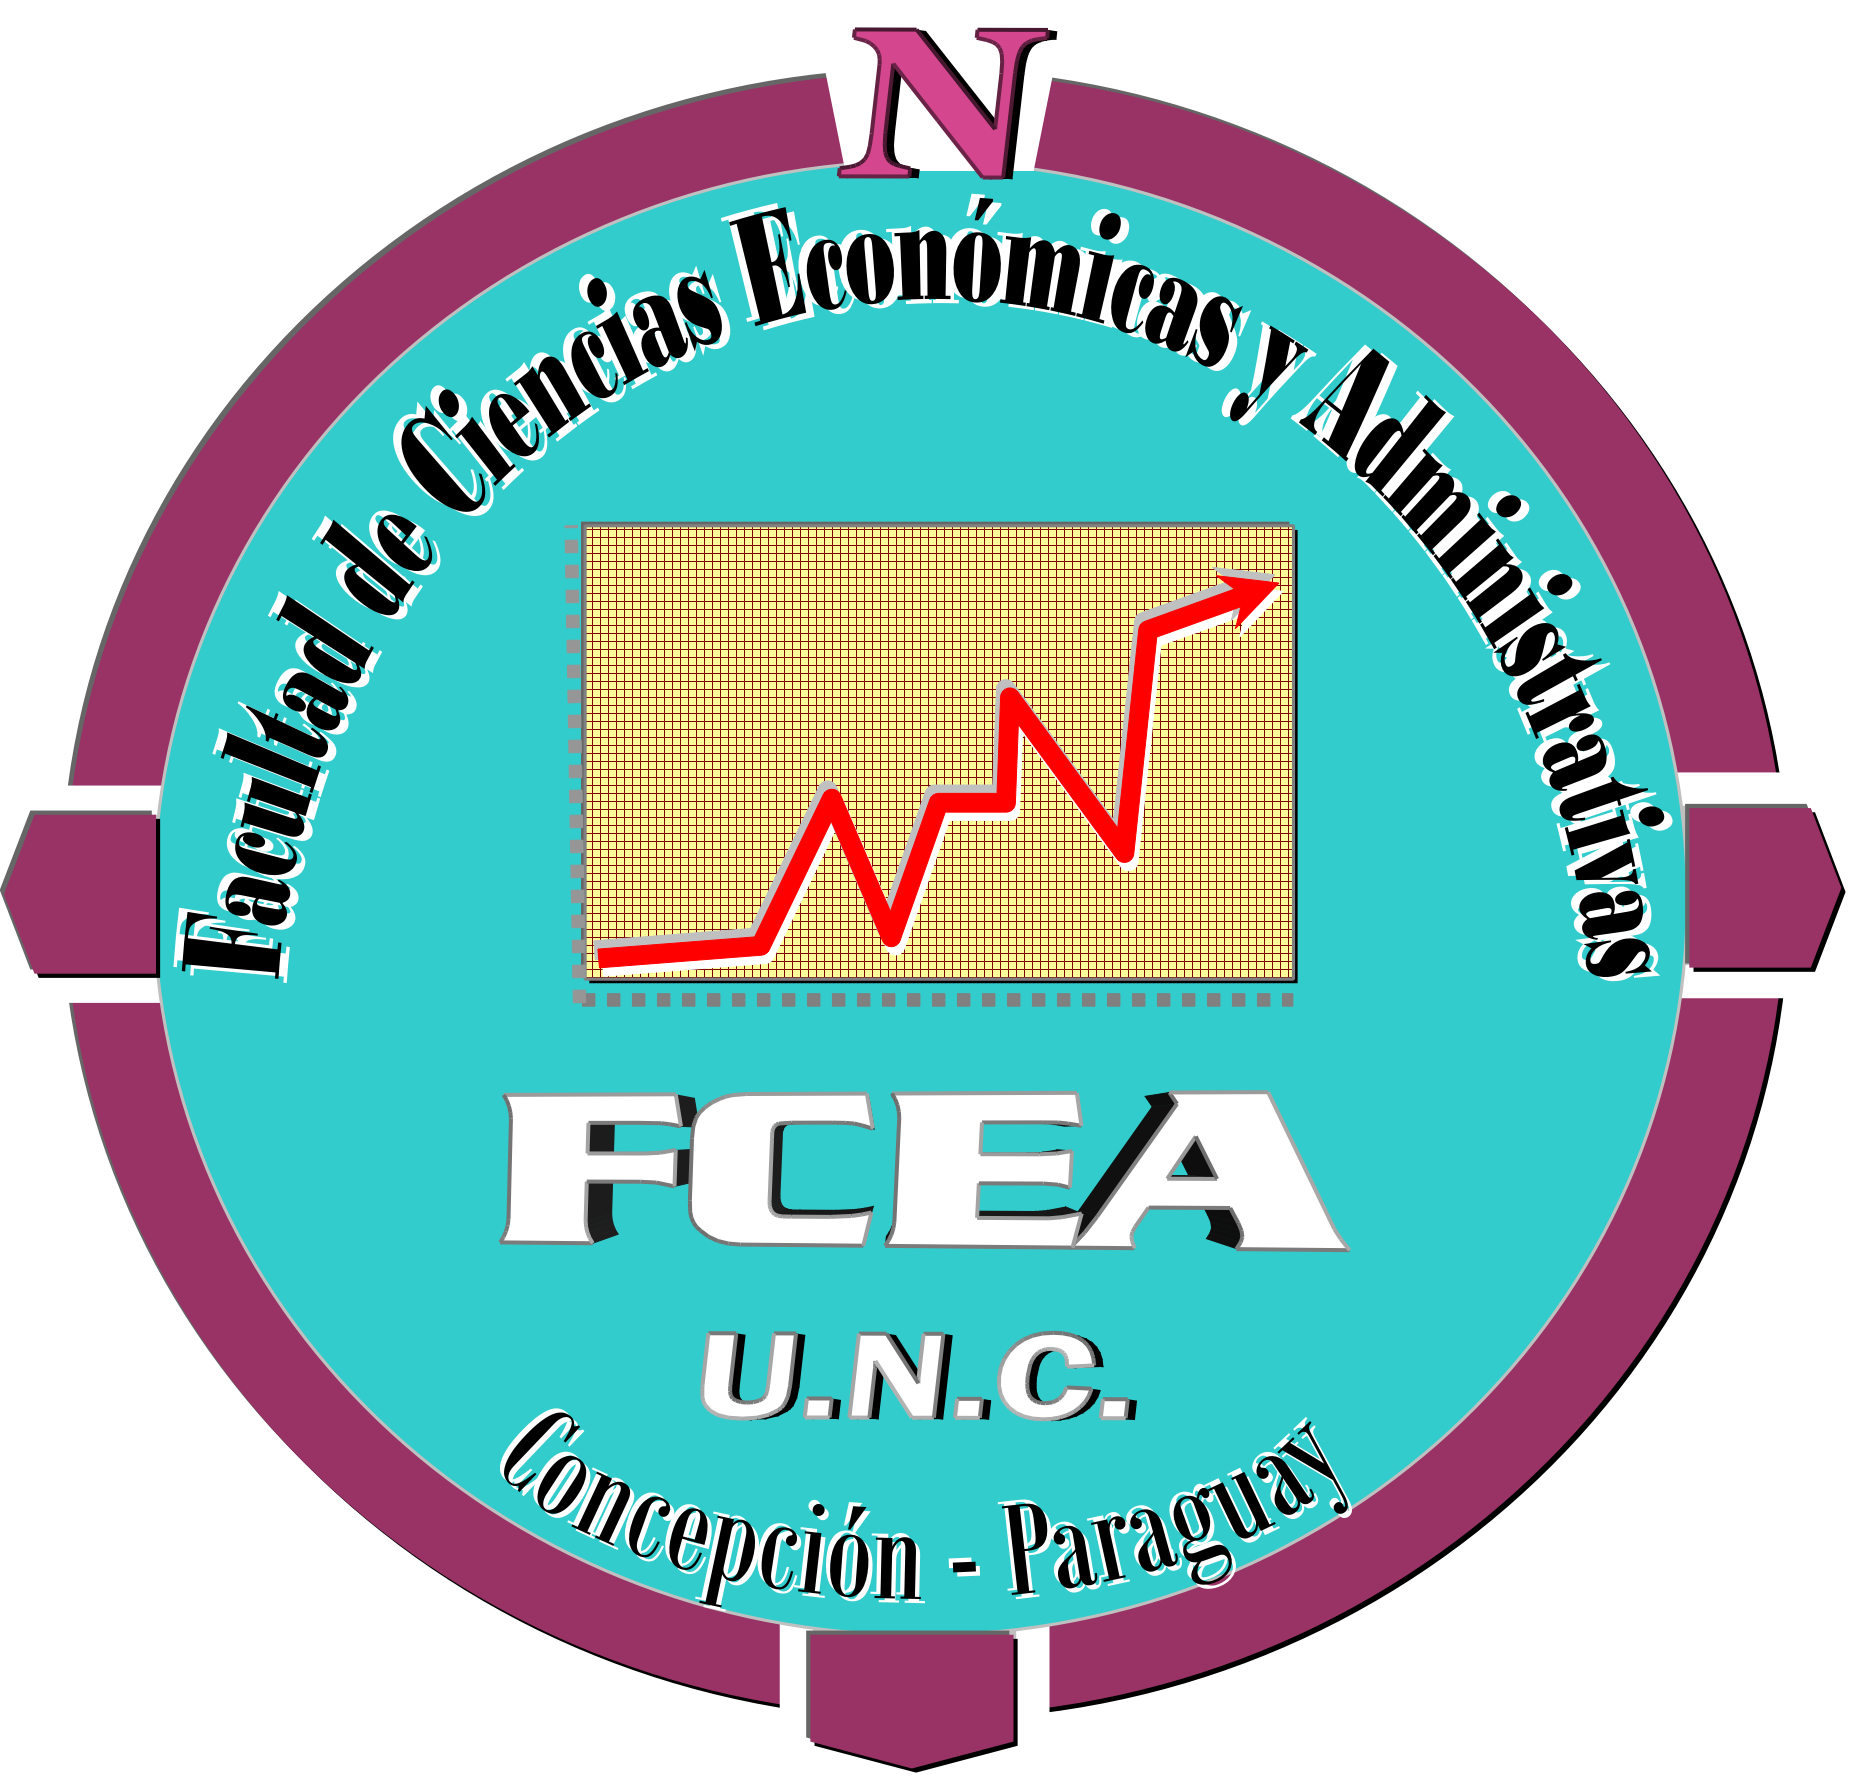 N
Facultad de Ciencias Económicas y Administrativas
FCEA
U.N.C.
Concepción - Paraguay